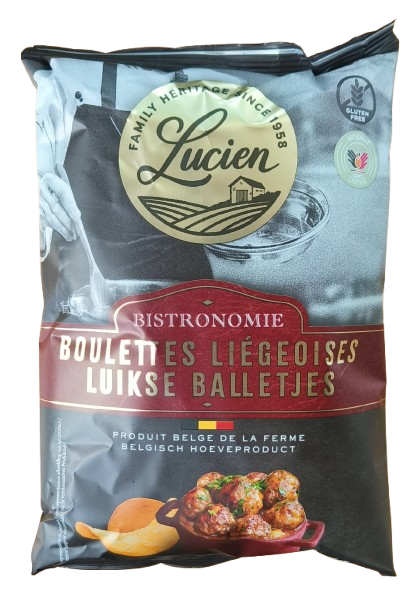 FAMILY HERITAGE SINCE 1958
Lucien
GLUTEN
FREE
BISTRONOMIE
BOULETTES LIÉGEOISES
LUIKSE BALLETJES
PRODUIT BELGE DE LA FERME
BELGISCH HOEVEPRODUCT